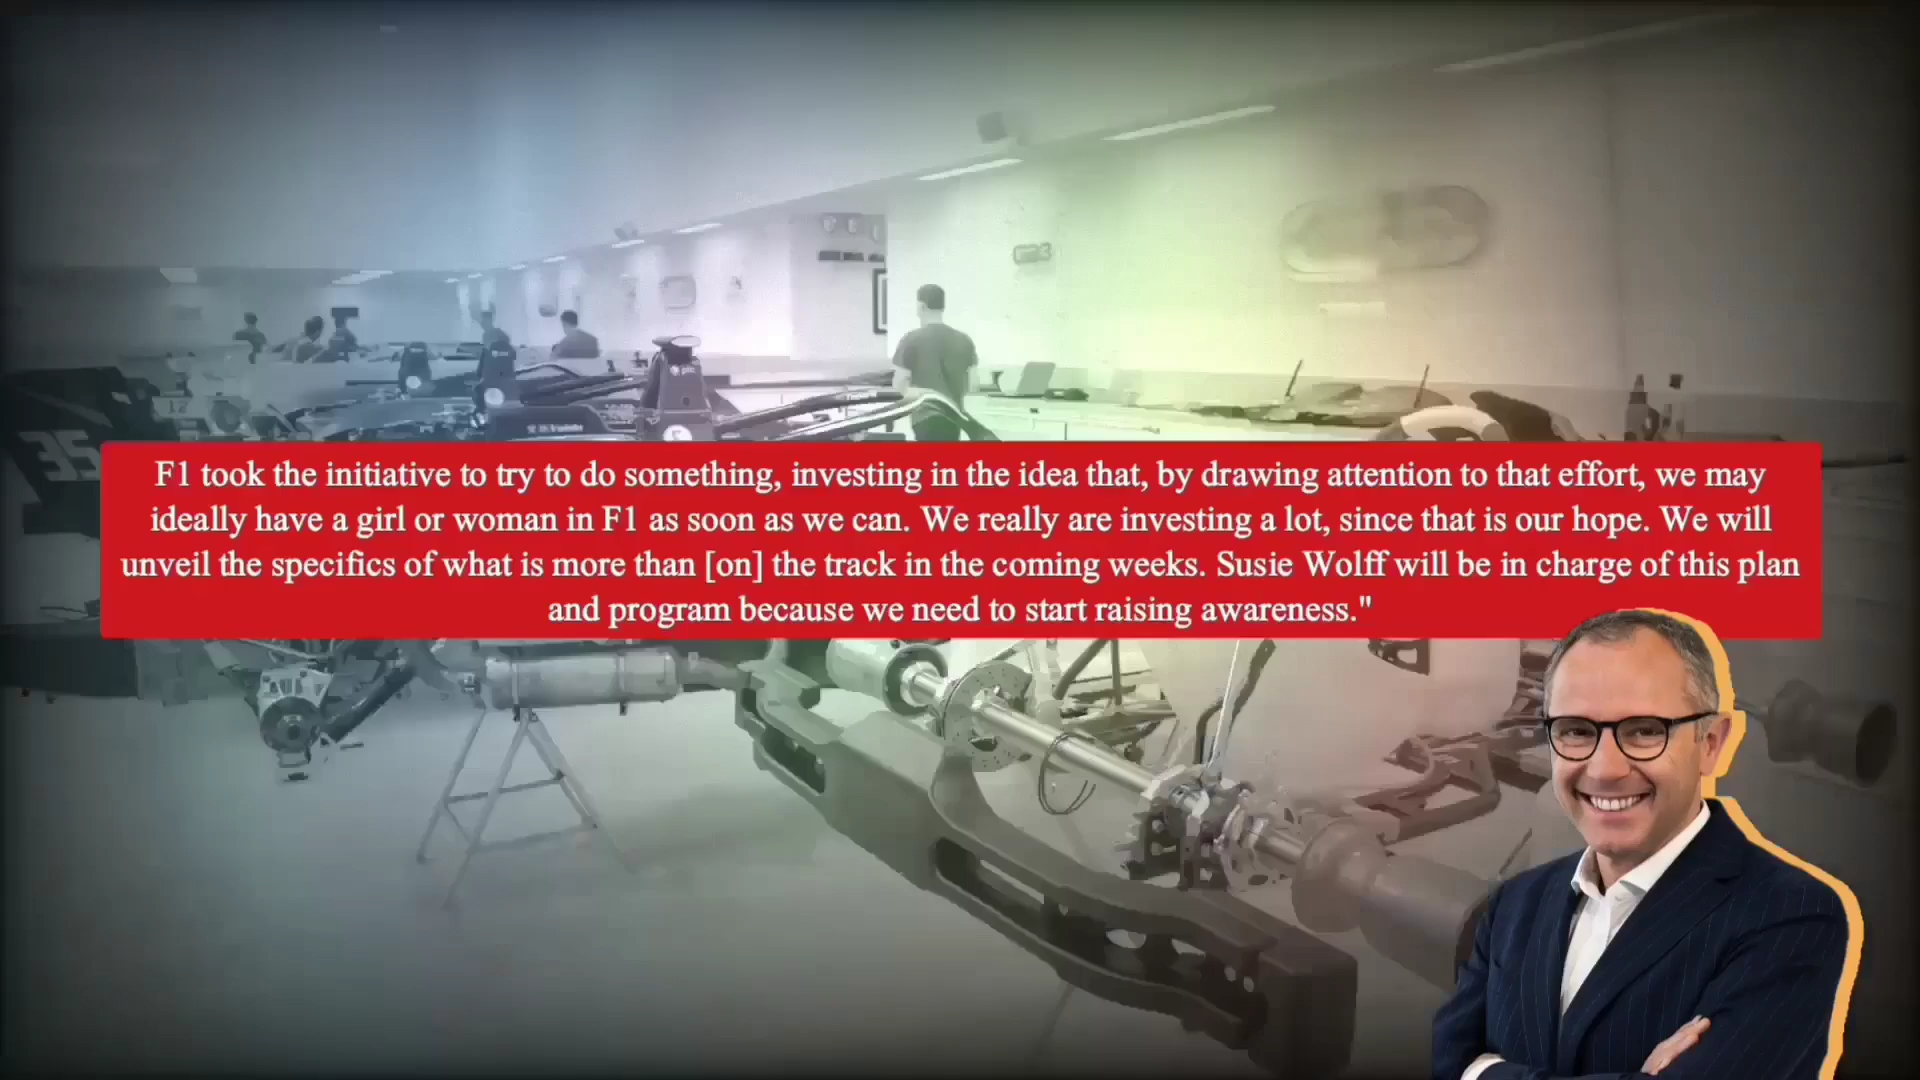 35
12
F1 took the initiative to try to do something, investing in the idea that, by drawing attention to that effort, we may
ideally have a girl or woman in F1 as soon as we can. We really are investing a lot, since that is our hope. We will
unveil the specifics of what is more than [on] the track in the coming weeks. Susie Wolff will be in charge of this plan
and program because we need to start raising awareness."